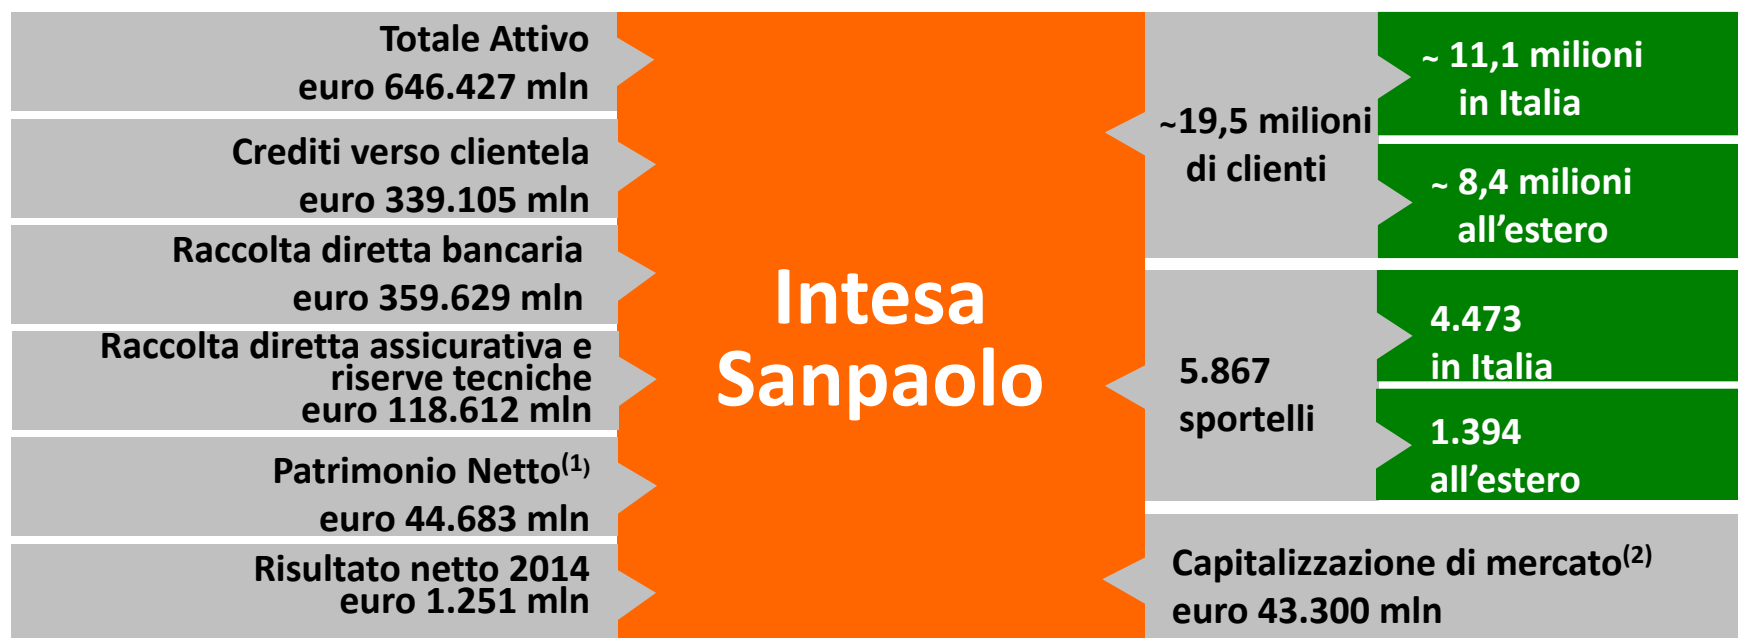 Totale Attivo
euro 646.427 mln
Crediti verso clientela
euro 339.105 mln
Raccolta diretta bancaria
euro 359.629 mln
Raccolta diretta assicurativa e
riserve tecniche
euro 118.612 mln
Patrimonio Netto(1)
euro 44.683 mln
Risultato netto 2014
euro 1.251 mln
Intesa
Sanpaolo
~19,5 milioni
di clienti
~ 11,1 milioni
in Italia
~ 8,4 milioni
all’estero
5.867
sportelli
4.473
in Italia
1.394
all’estero
Capitalizzazione di mercato(2)
euro 43.300 mln